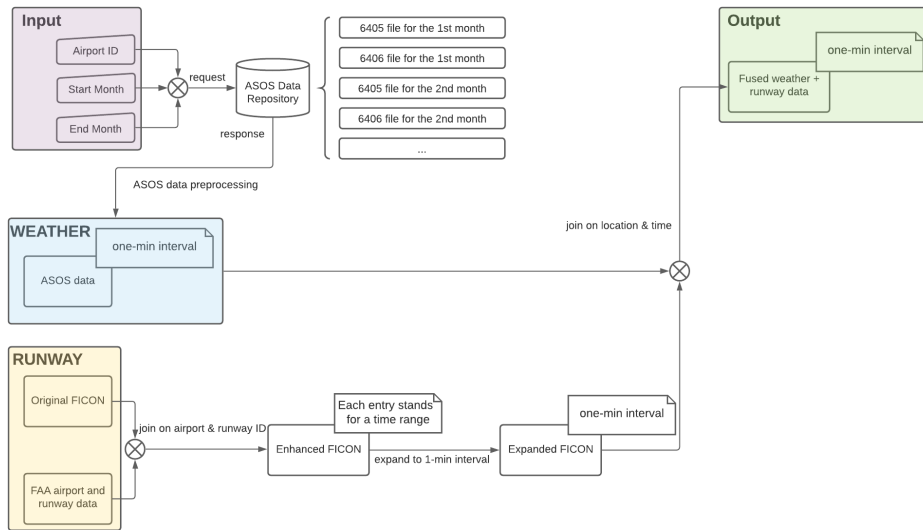 Input
Airport ID
Start Month
End Month
request
ASOS Data
Repository
response
6405 file for the 1st month
6406 file for the 1st month
6405 file for the 2nd month
6406 file for the 2nd month
...
Output
one-min interval
Fused weather +
runway data
ASOS data preprocessing
WEATHER
one-min interval
ASOS data
join on location & time
RUNWAY
Original FICON
FAA airport and
runway data
join on airport & runway ID
Each entry stands
for a time range
Enhanced FICON
expand to 1-min interval
one-min interval
Expanded FICON